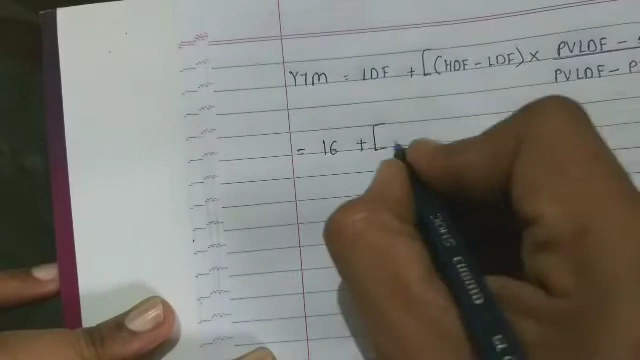 YTM = LDF + [(HDF - LDF) × PVLDF -
PVLDF - P
= 16 + [